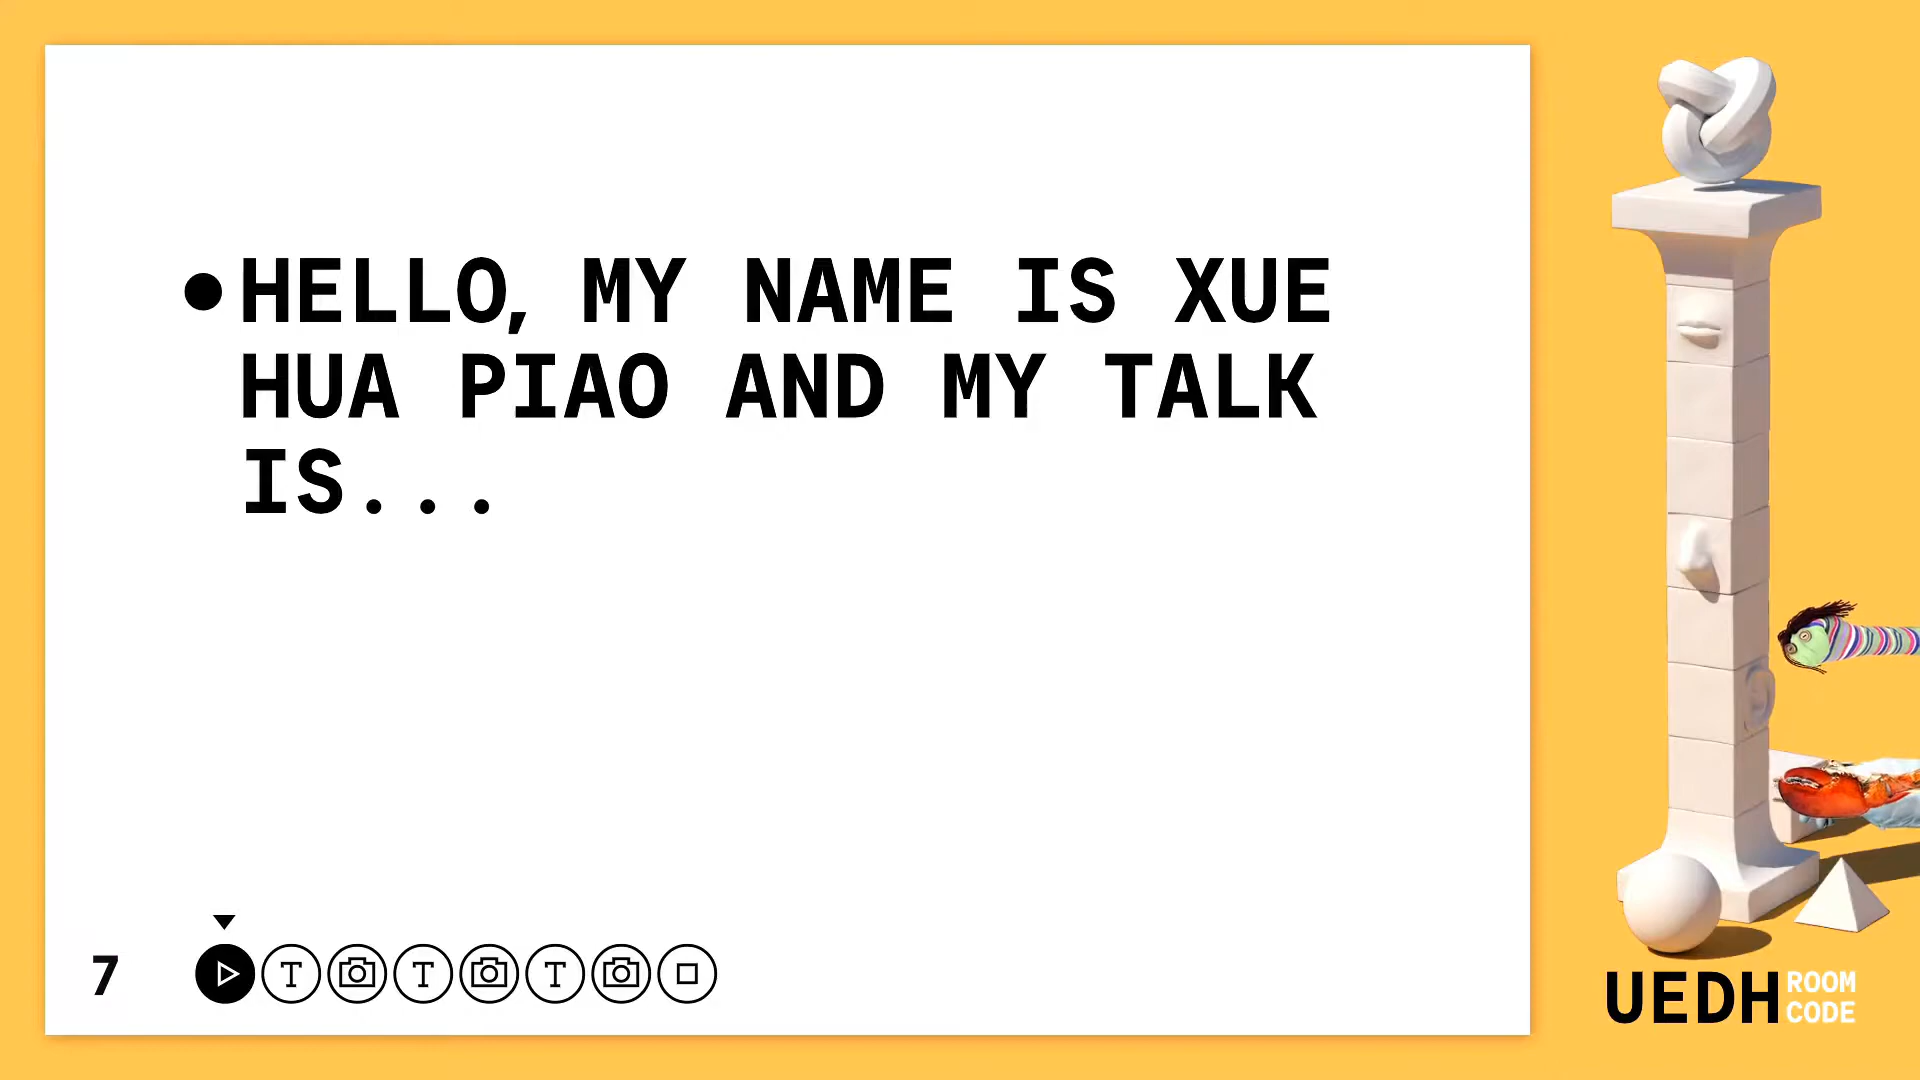 ●HELLO, MY NAME IS XUE
HUA PIAO AND MY TALK
IS...
7
T T T
UEDH ROOM
CODE